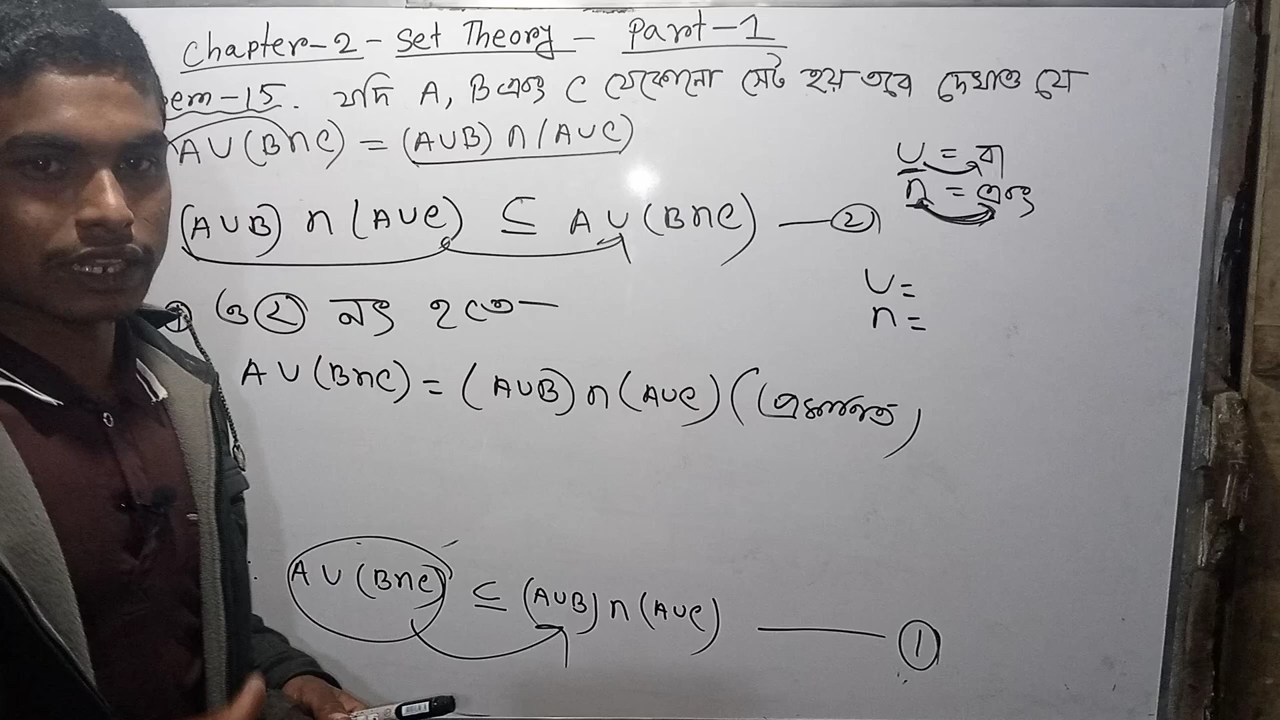 Chapter-2 - Set Theory - Part-1
em-15. যদি A, B এবং C যেকোনো সেট হয় তবে দেখাও যে
A∪(B∩C) = (A∪B)∩(A∪C)
∪ = বা
∩ = এবং
(A∪B)∩(A∪C) ⊆ A∪(B∩C) — ②
∪=
∩=
① ও ② নং হতে—
A∪(B∩C) = (A∪B)∩(A∪C) (প্রমাণিত)
A∪(B∩C) ⊆ (A∪B)∩(A∪C) — ①